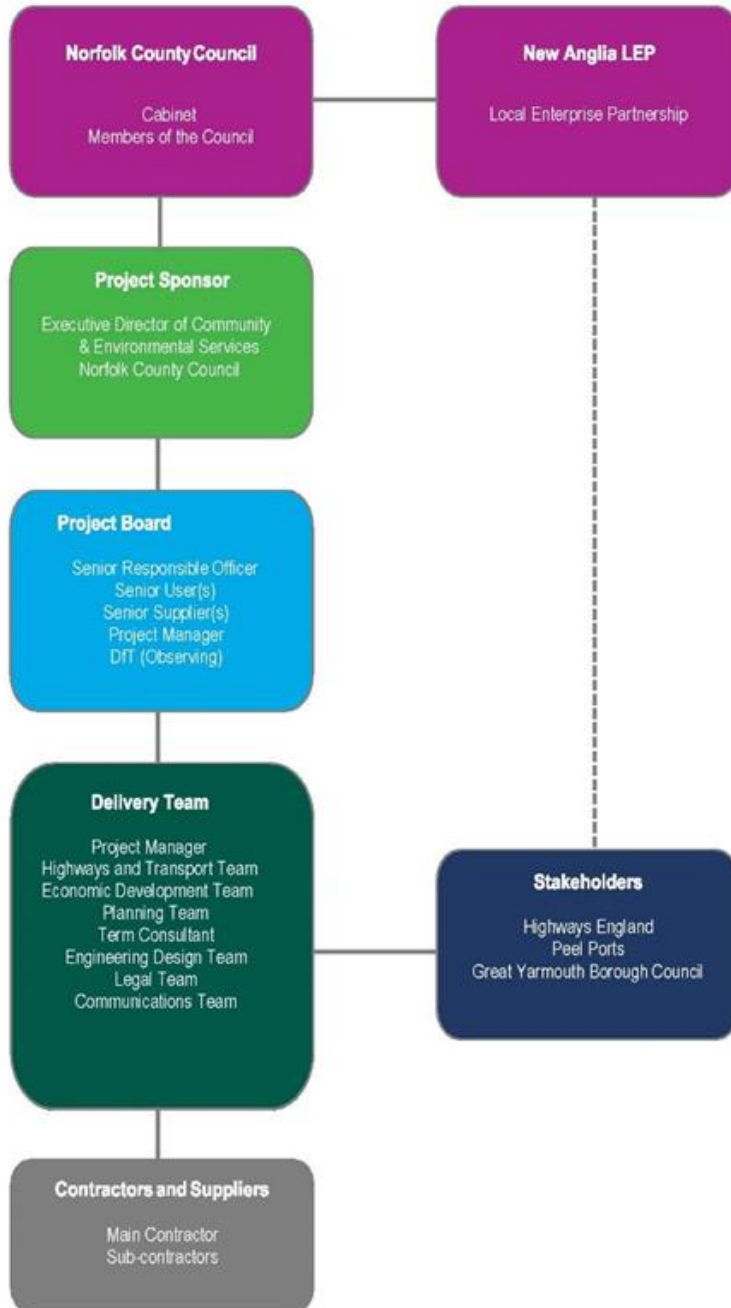 Norfolk County Council
Cabinet
Members of the Council
New Anglia LEP
Local Enterprise Partnership
Project Sponsor
Executive Director of Community
& Environmental Services
Norfolk County Council
Project Board
Senior Responsible Officer
Senior User(s)
Senior Supplier(s)
Project Manager
DfT (Observing)
Delivery Team
Project Manager
Highways and Transport Team
Economic Development Team
Planning Team
Term Consultant
Engineering Design Team
Legal Team
Communications Team
Stakeholders
Highways England
Peel Ports
Great Yarmouth Borough Council
Contractors and Suppliers
Main Contractor
Sub-contractors